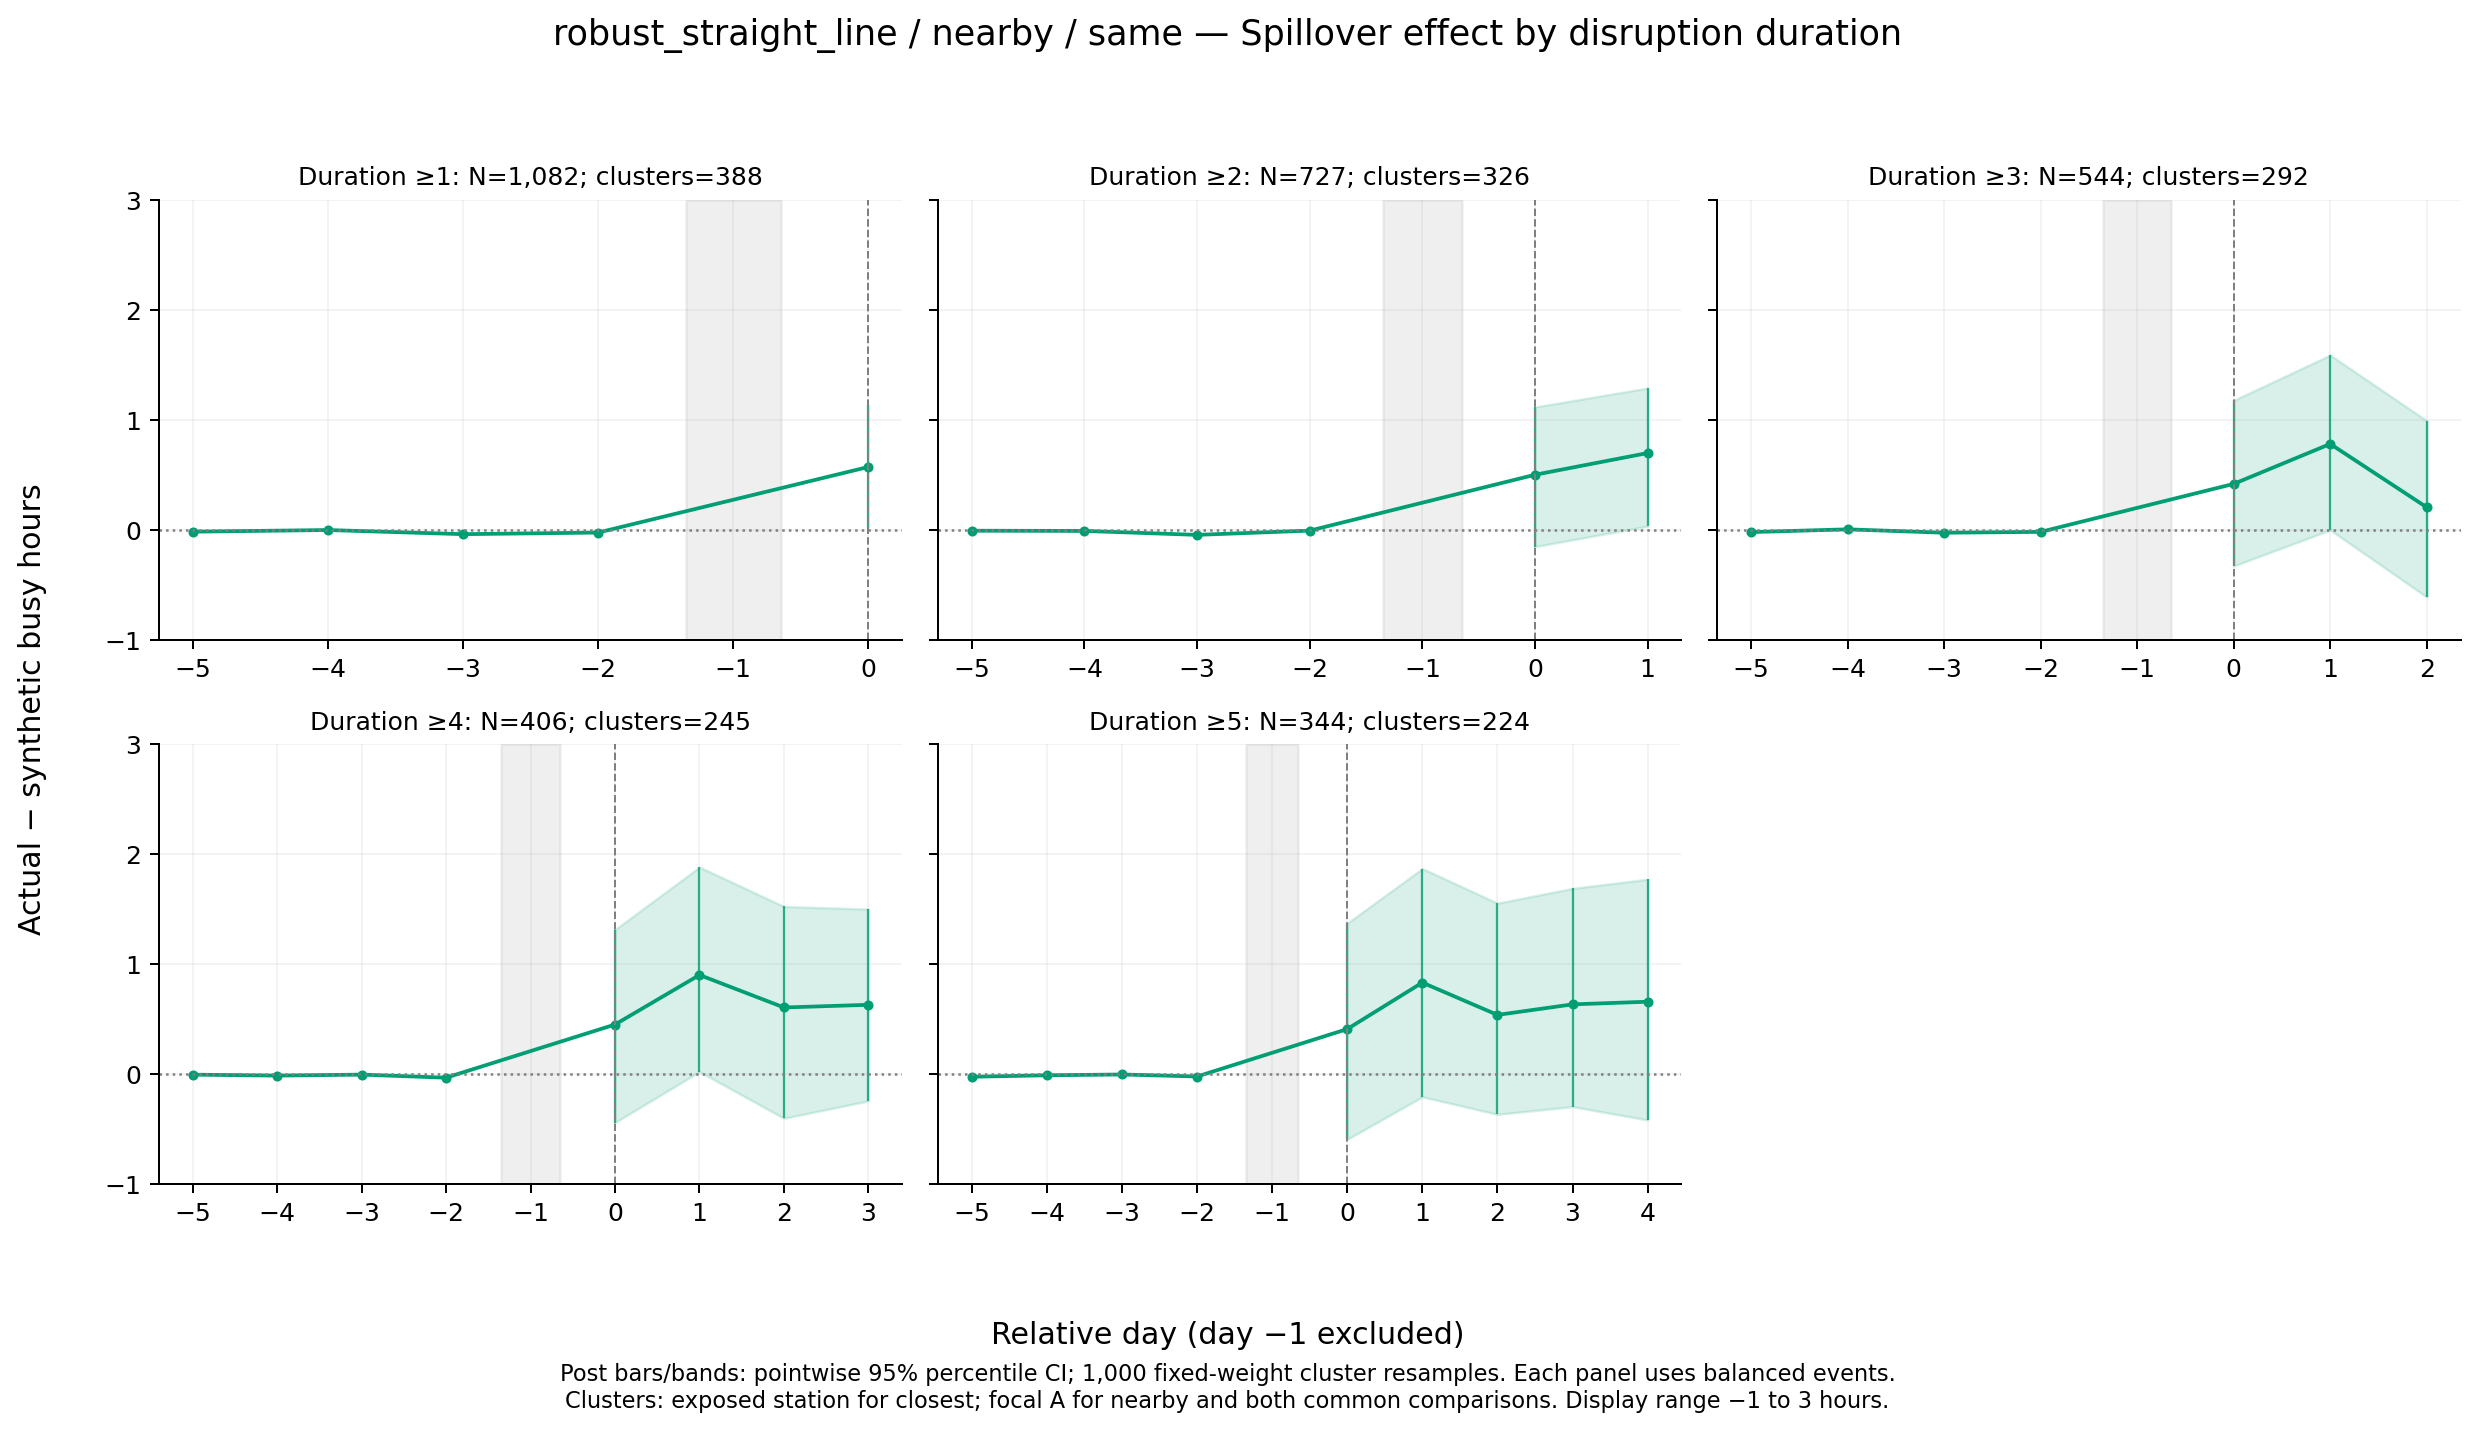 robust_straight_line / nearby / same — Spillover effect by disruption duration
Duration ≥1: N=1,082; clusters=388
Duration ≥2: N=727; clusters=326
Duration ≥3: N=544; clusters=292
3
2
1
0
−1
−5 −4 −3 −2 −1 0
−5 −4 −3 −2 −1 0 1
−5 −4 −3 −2 −1 0 1 2
Actual − synthetic busy hours
Duration ≥4: N=406; clusters=245
Duration ≥5: N=344; clusters=224
3
2
1
0
−1
−5 −4 −3 −2 −1 0 1 2 3
−5 −4 −3 −2 −1 0 1 2 3 4
Relative day (day −1 excluded)
Post bars/bands: pointwise 95% percentile CI; 1,000 fixed-weight cluster resamples. Each panel uses balanced events.
Clusters: exposed station for closest; focal A for nearby and both common comparisons. Display range −1 to 3 hours.